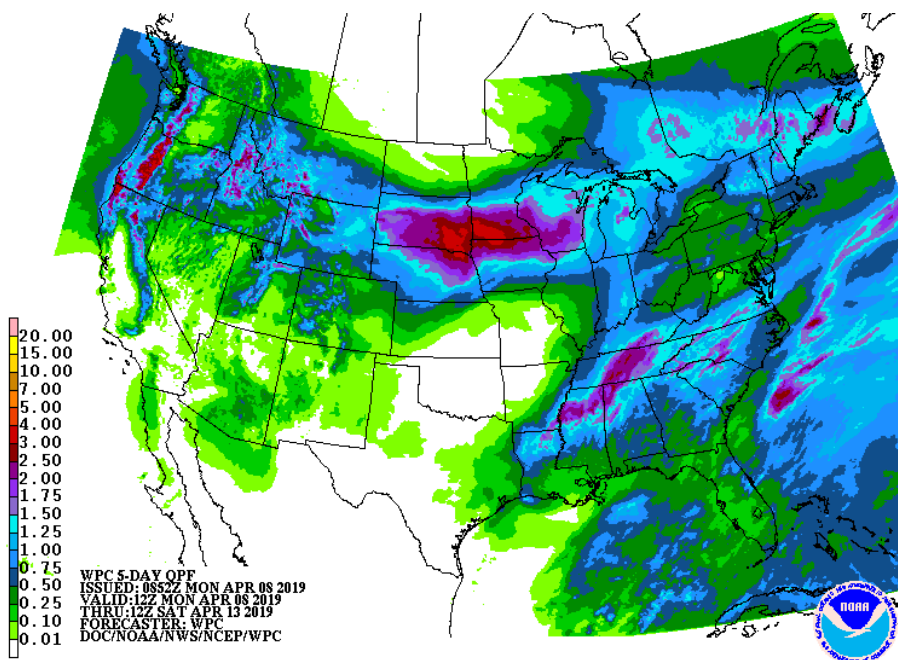 20.00
15.00
10.00
7.00
5.00
4.00
3.00
2.50
2.00
1.75
1.50
1.25
1.00
0.75
0.50
0.25
0.10
0.01
WPC 5-DAY QPF
ISSUED: 0852Z MON APR 08 2019
VALID:12Z MON APR 08 2019
THRU:12Z SAT APR 13 2019
FORECASTER: WPC
DOC/NOAA/NWS/NCEP/WPC
NOAA